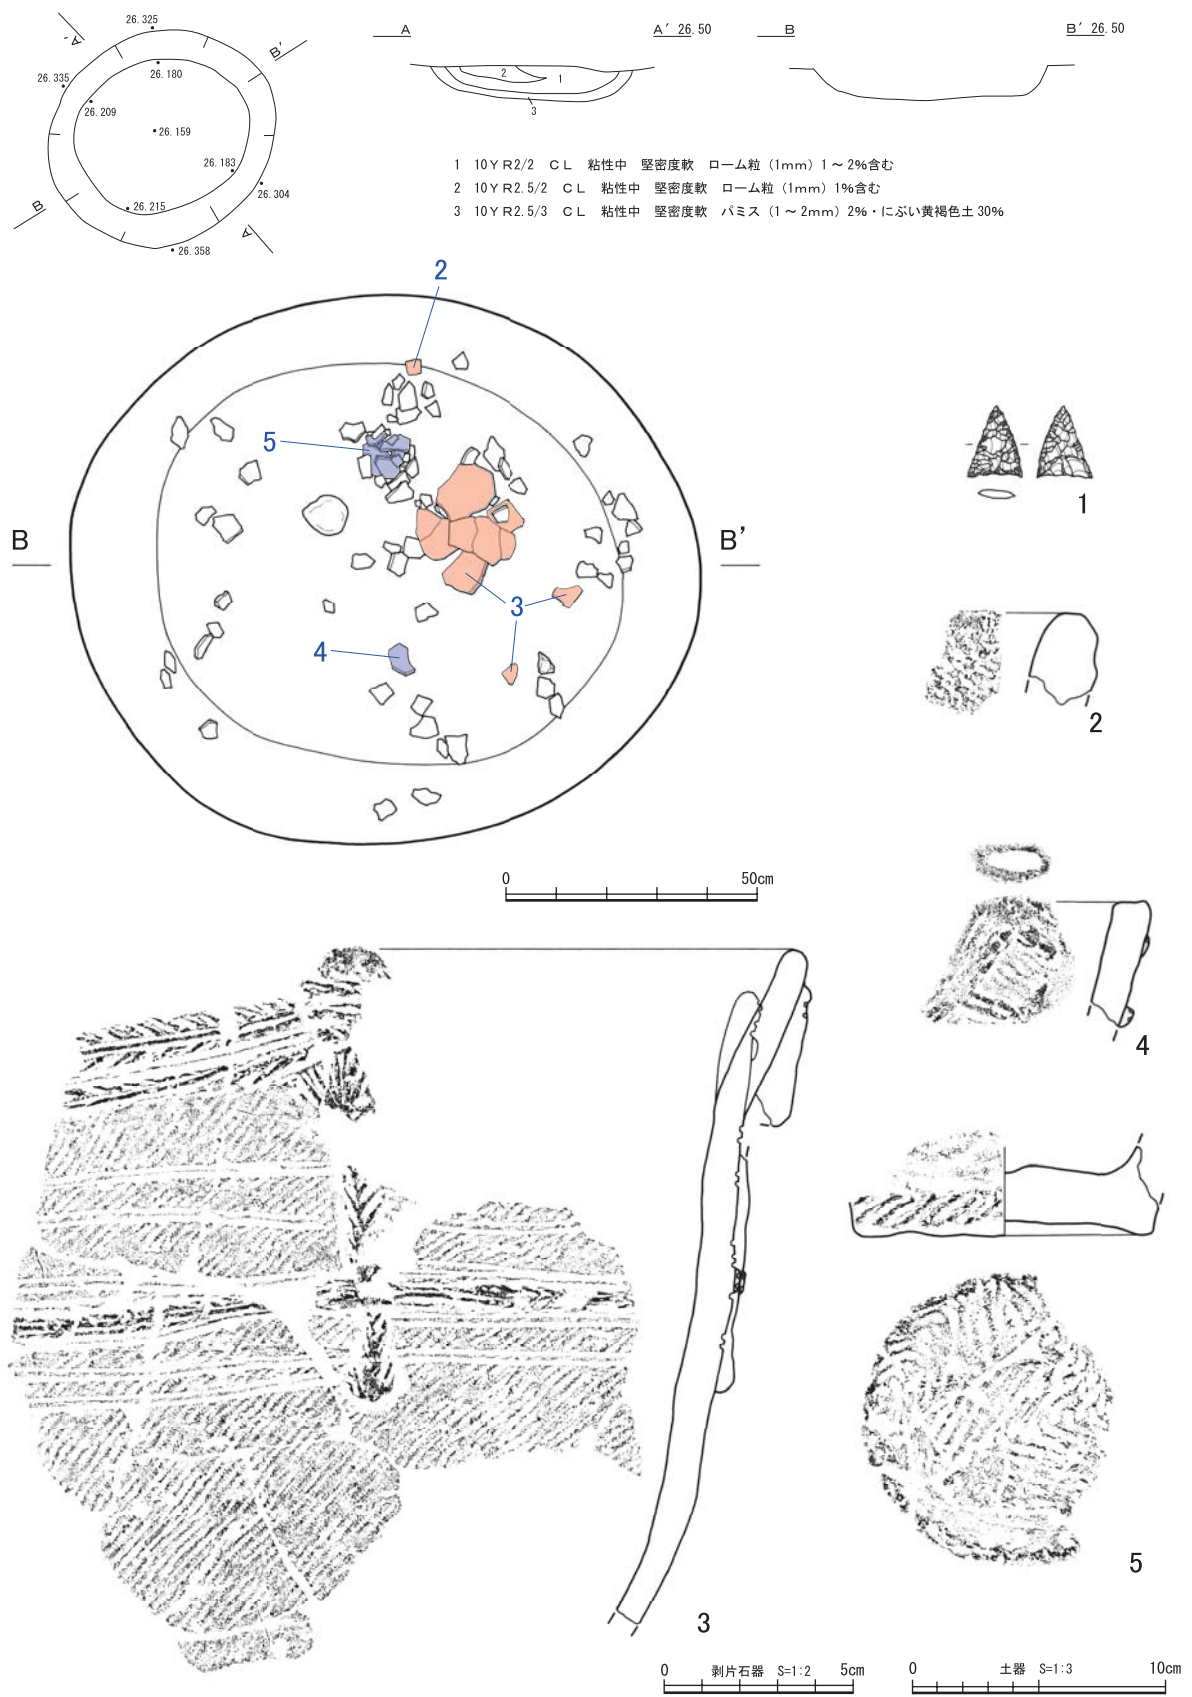 26.325
A'
B'
26.335
26.180
26.209
26.159
26.183
26.304
B
26.215
A
26.358
A A' 26.50
2 1
3
B B' 26.50
1 10YR2/2 CL 粘性中 堅密度軟 ローム粒（1mm）1～2%含む
2 10YR2.5/2 CL 粘性中 堅密度軟 ローム粒（1mm）1%含む
3 10YR2.5/3 CL 粘性中 堅密度軟 パミス（1～2mm）2%・にぶい黄褐色土30%
2
5
B B'
3
4
0 50cm
1
2
4
5
3
0 剥片石器 S=1:2 5cm
0 土器 S=1:3 10cm